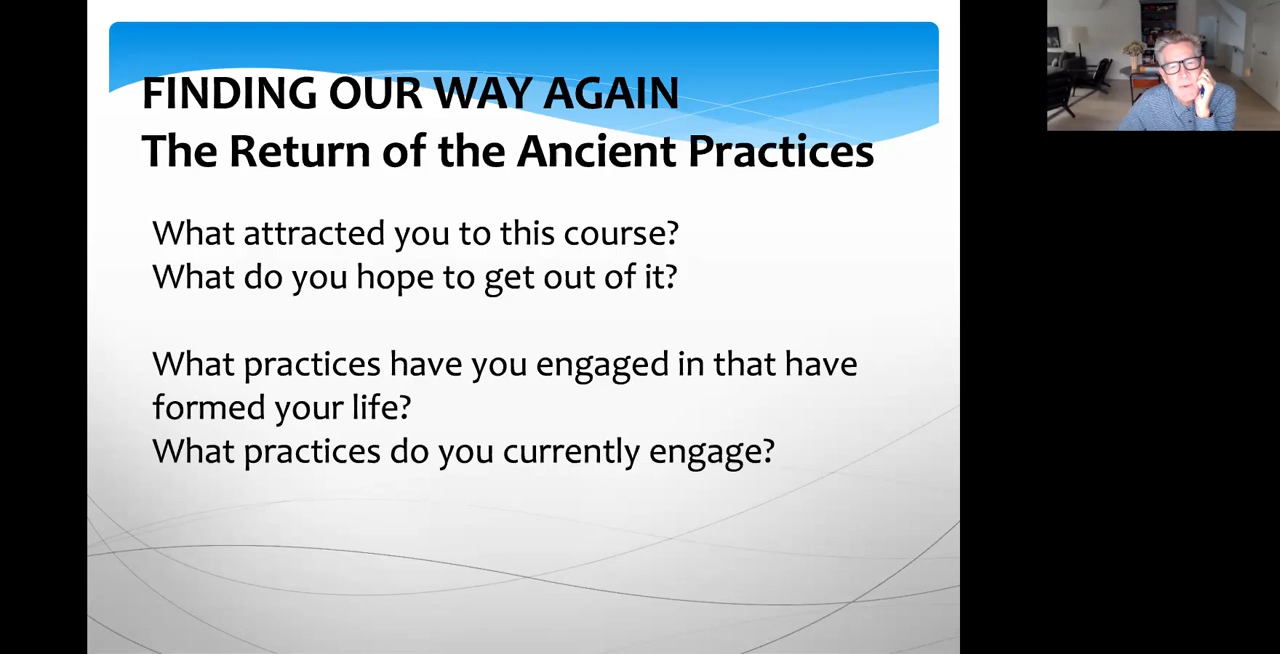 FINDING OUR WAY AGAIN
The Return of the Ancient Practices
What attracted you to this course?
What do you hope to get out of it?
What practices have you engaged in that have
formed your life?
What practices do you currently engage?